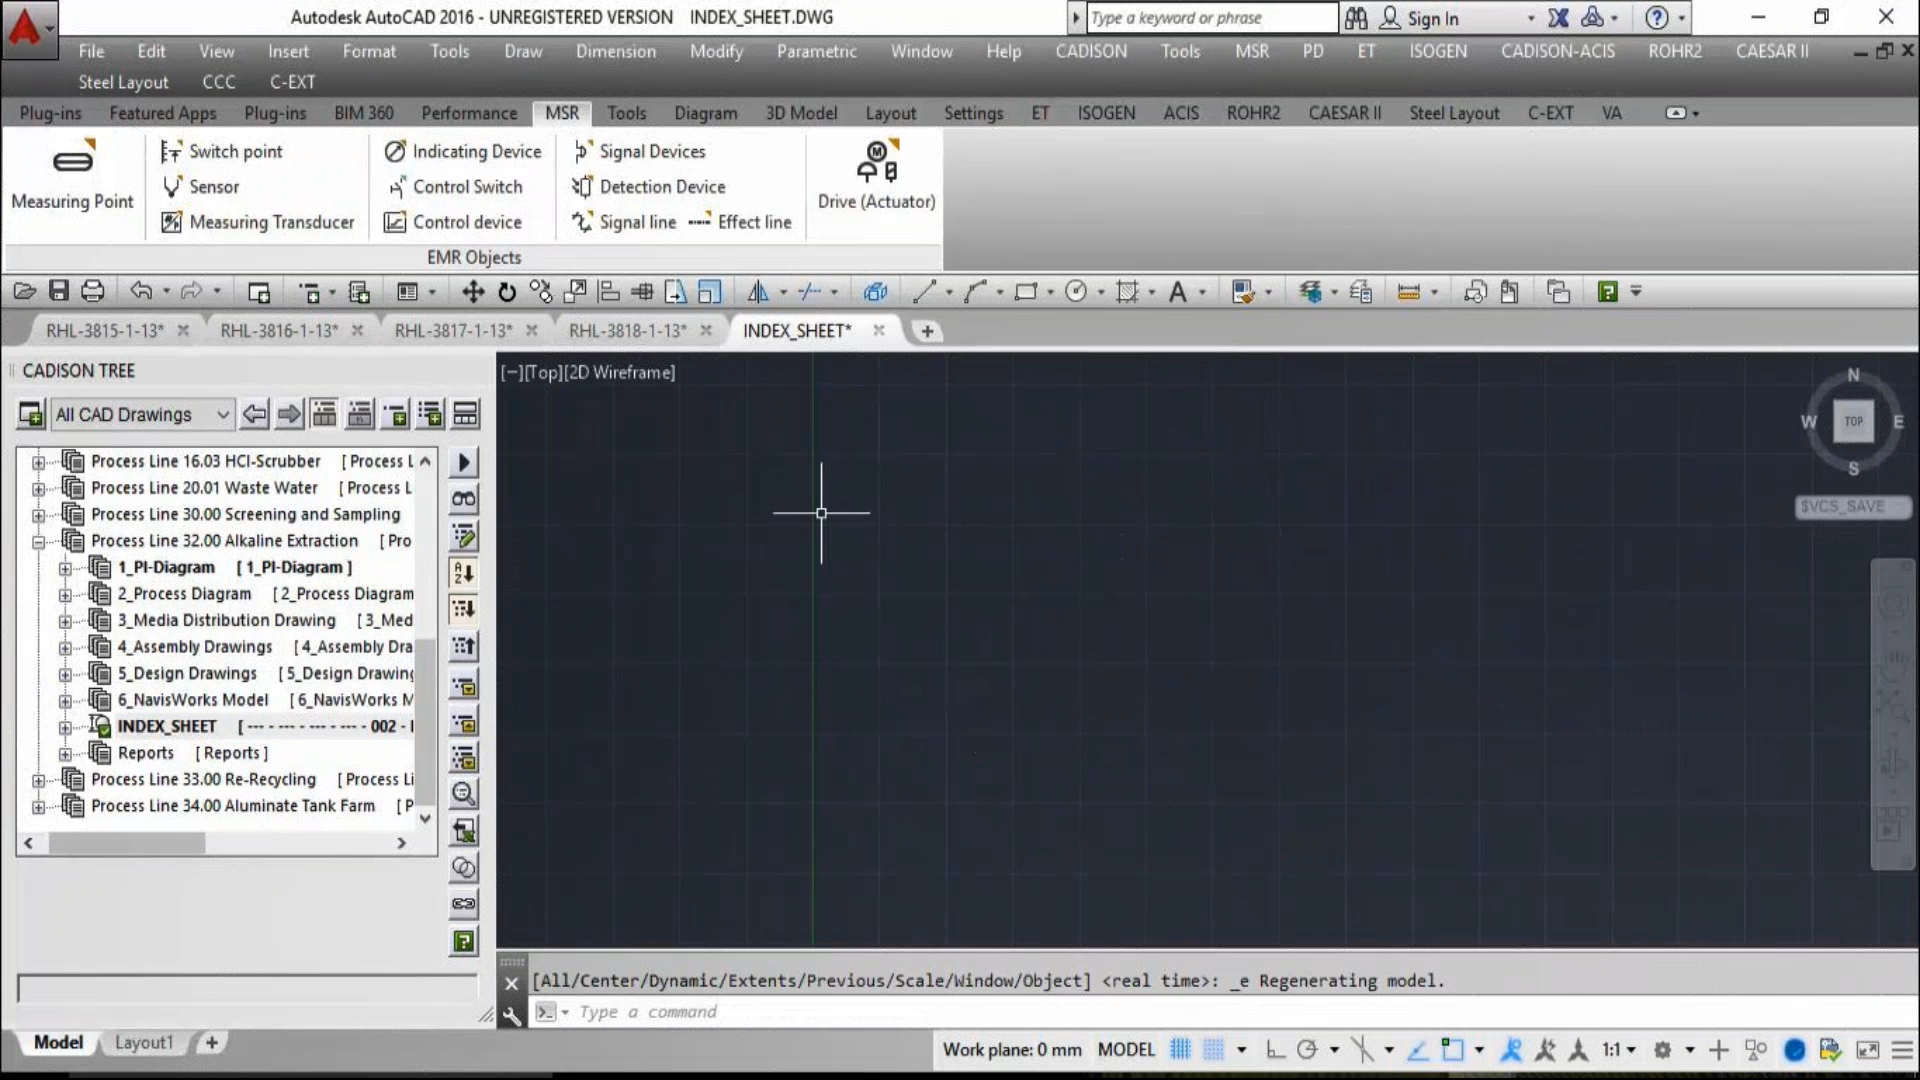 Autodesk AutoCAD 2016 - UNREGISTERED VERSION INDEX_SHEET.DWG
Type a keyword or phrase
Sign In
File Edit View Insert Format Tools Draw Dimension Modify Parametric Window Help CADISON Tools MSR PD ET ISOGEN CADISON-ACIS ROHR2 CAESAR II
Steel Layout CCC C-EXT
Plug-ins Featured Apps Plug-ins BIM 360 Performance MSR Tools Diagram 3D Model Layout Settings ET ISOGEN ACIS ROHR2 CAESAR II Steel Layout C-EXT VA
Switch point Indicating Device Signal Devices
Sensor Control Switch Detection Device
Measuring Point Drive (Actuator)
Measuring Transducer Control device Signal line Effect line
EMR Objects
RHL-3815-1-13* RHL-3816-1-13* RHL-3817-1-13* RHL-3818-1-13* INDEX_SHEET*
CADISON TREE
[−][Top][2D Wireframe]
All CAD Drawings
Process Line 16.03 HCl-Scrubber [ Process L
Process Line 20.01 Waste Water [ Process L
Process Line 30.00 Screening and Sampling
Process Line 32.00 Alkaline Extraction [ Pro
1_PI-Diagram [ 1_PI-Diagram ]
2_Process Diagram [ 2_Process Diagram
3_Media Distribution Drawing [ 3_Med
4_Assembly Drawings [ 4_Assembly Dra
5_Design Drawings [ 5_Design Drawing
6_NavisWorks Model [ 6_NavisWorks M
INDEX_SHEET [ --- - --- - --- - --- - 002 - I
Reports [ Reports ]
Process Line 33.00 Re-Recycling [ Process Li
Process Line 34.00 Aluminate Tank Farm [ P
N
W TOP E
S
$VCS_SAVE
[All/Center/Dynamic/Extents/Previous/Scale/Window/Object] <real time>: _e Regenerating model.
Type a command
Model Layout1
Work plane: 0 mm MODEL 1:1